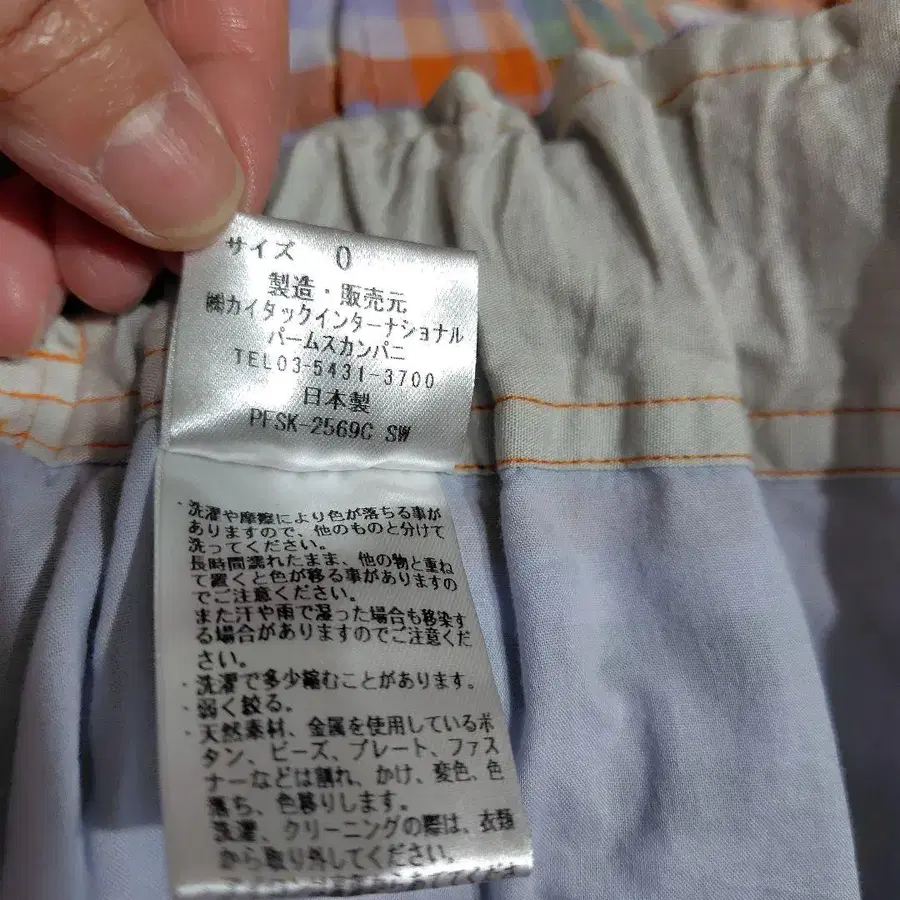 サイズ 0
製造・販売元
㈱カイタックインターナショナル
パームスカンパニ
TEL03-5431-3700
日本製
PFSK-2569C SW
・洗濯や摩擦により色が落ちる事が
ありますので、他のものと分けて
洗ってください。
長時間濡れたまま、他の物と重ね
て置くと色が移る事がありますの
でご注意ください。
また汗や雨で湿った場合も移染す
る場合がありますのでご注意くだ
さい。
・洗濯で多少縮むことがあります。
・弱く絞る。
・天然素材、金属を使用しているボ
タン、ビーズ、プレート、ファス
ナーなどは割れ、かけ、変色、色
落ち、色移りします。
洗濯、クリーニングの際は、衣類
から取り外してください。